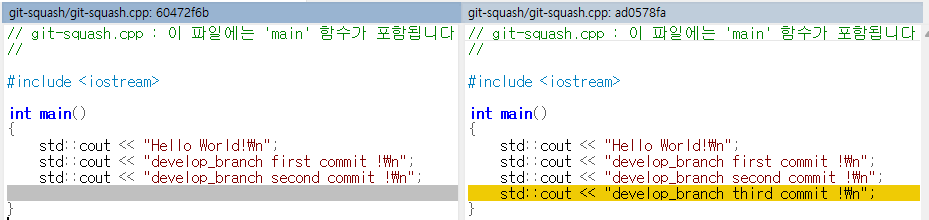 git-squash/git-squash.cpp: 60472f6b
// git-squash.cpp : 이 파일에는 'main' 함수가 포함됩니다
//
#include <iostream>
int main()
{
    std::cout << "Hello World!₩n";
    std::cout << "develop_branch first commit !₩n";
    std::cout << "develop_branch second commit !₩n";
}
git-squash/git-squash.cpp: ad0578fa
// git-squash.cpp : 이 파일에는 'main' 함수가 포함됩니다
//
#include <iostream>
int main()
{
    std::cout << "Hello World!₩n";
    std::cout << "develop_branch first commit !₩n";
    std::cout << "develop_branch second commit !₩n";
    std::cout << "develop_branch third commit !₩n";
}